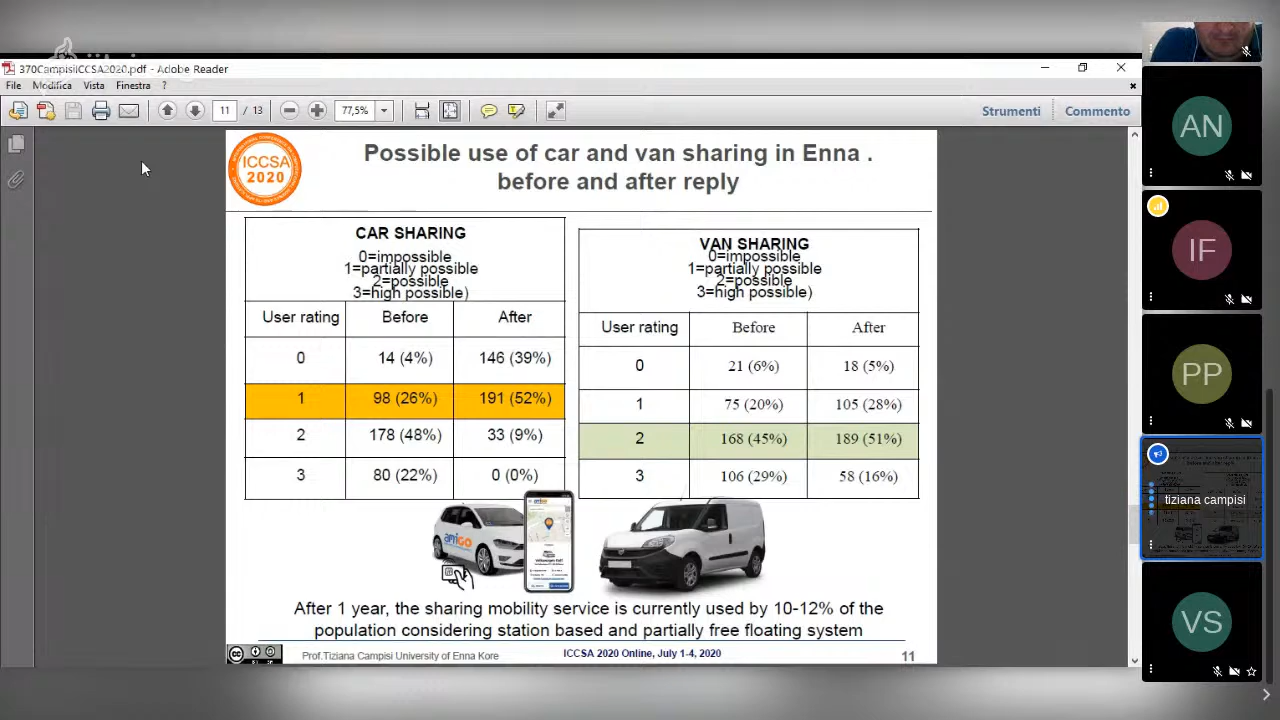 370CampisiICCSA2020.pdf - Adobe Reader
File Modifica Vista Finestra ?
11 / 13 77,5% Strumenti Commento
ICCSA
2020
Possible use of car and van sharing in Enna .
before and after reply
CAR SHARING
0=impossible
1=partially possible
2=possible
3=high possible)
User rating Before After
0 14 (4%) 146 (39%)
1 98 (26%) 191 (52%)
2 178 (48%) 33 (9%)
3 80 (22%) 0 (0%)
VAN SHARING
0=impossible
1=partially possible
2=possible
3=high possible)
User rating Before After
0 21 (6%) 18 (5%)
1 75 (20%) 105 (28%)
2 168 (45%) 189 (51%)
3 106 (29%) 58 (16%)
After 1 year, the sharing mobility service is currently used by 10-12% of the
population considering station based and partially free floating system
Prof.Tiziana Campisi University of Enna Kore
ICCSA 2020 Online, July 1-4, 2020
11
AN
IF
PP
tiziana campisi
VS